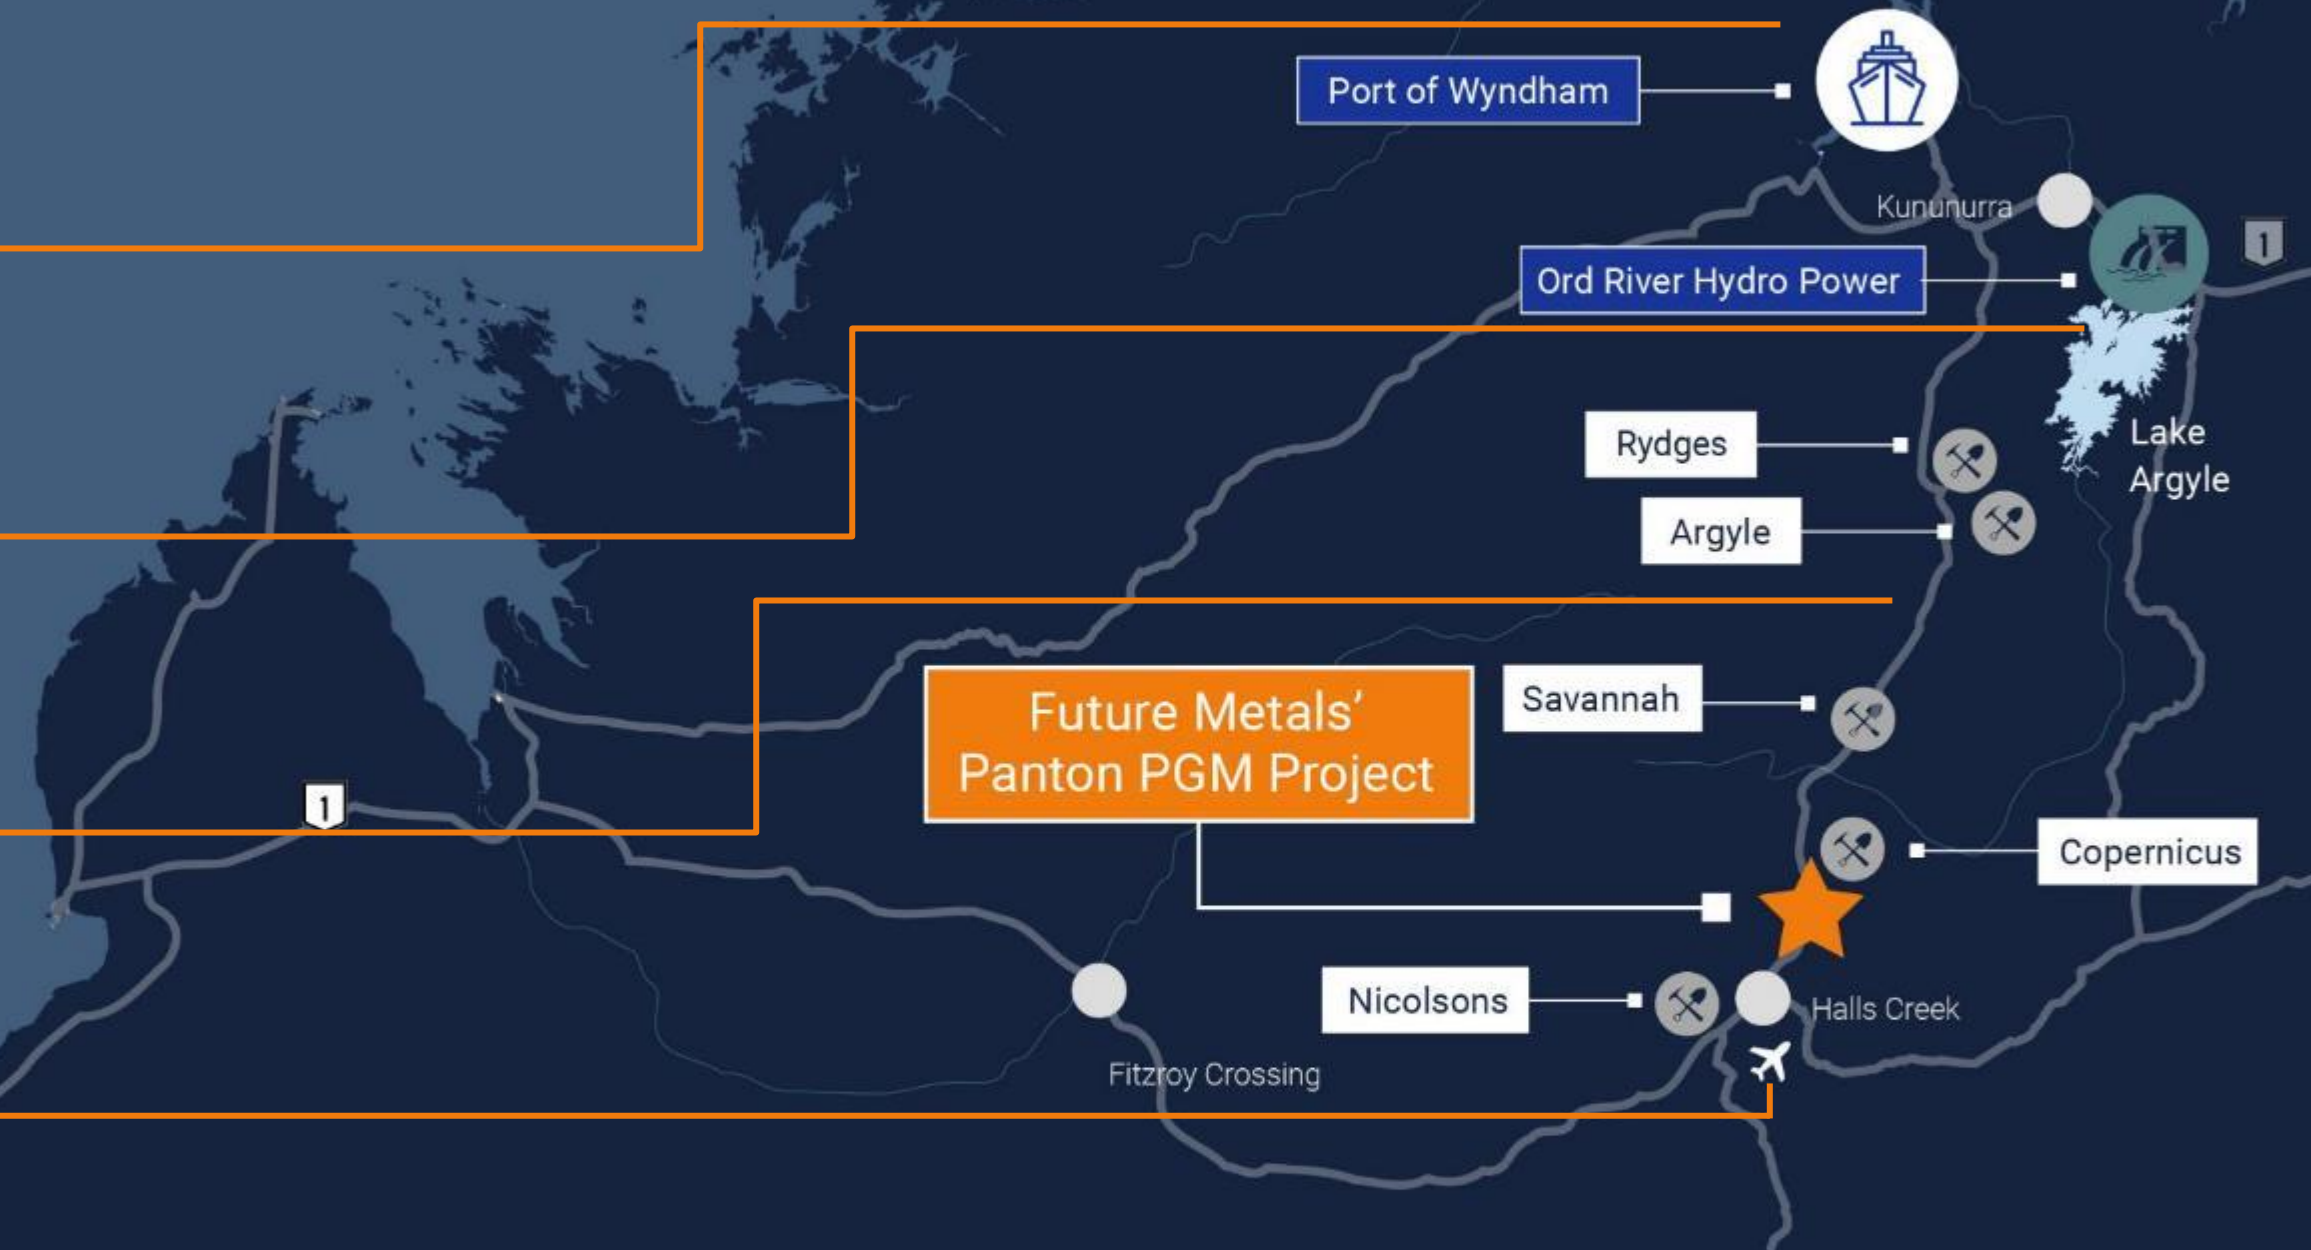 Port of Wyndham
Kununurra
1
Ord River Hydro Power
Rydges
Lake
Argyle
Argyle
Future Metals’
Panton PGM Project
Savannah
1
Copernicus
Nicolsons
Halls Creek
Fitzroy Crossing